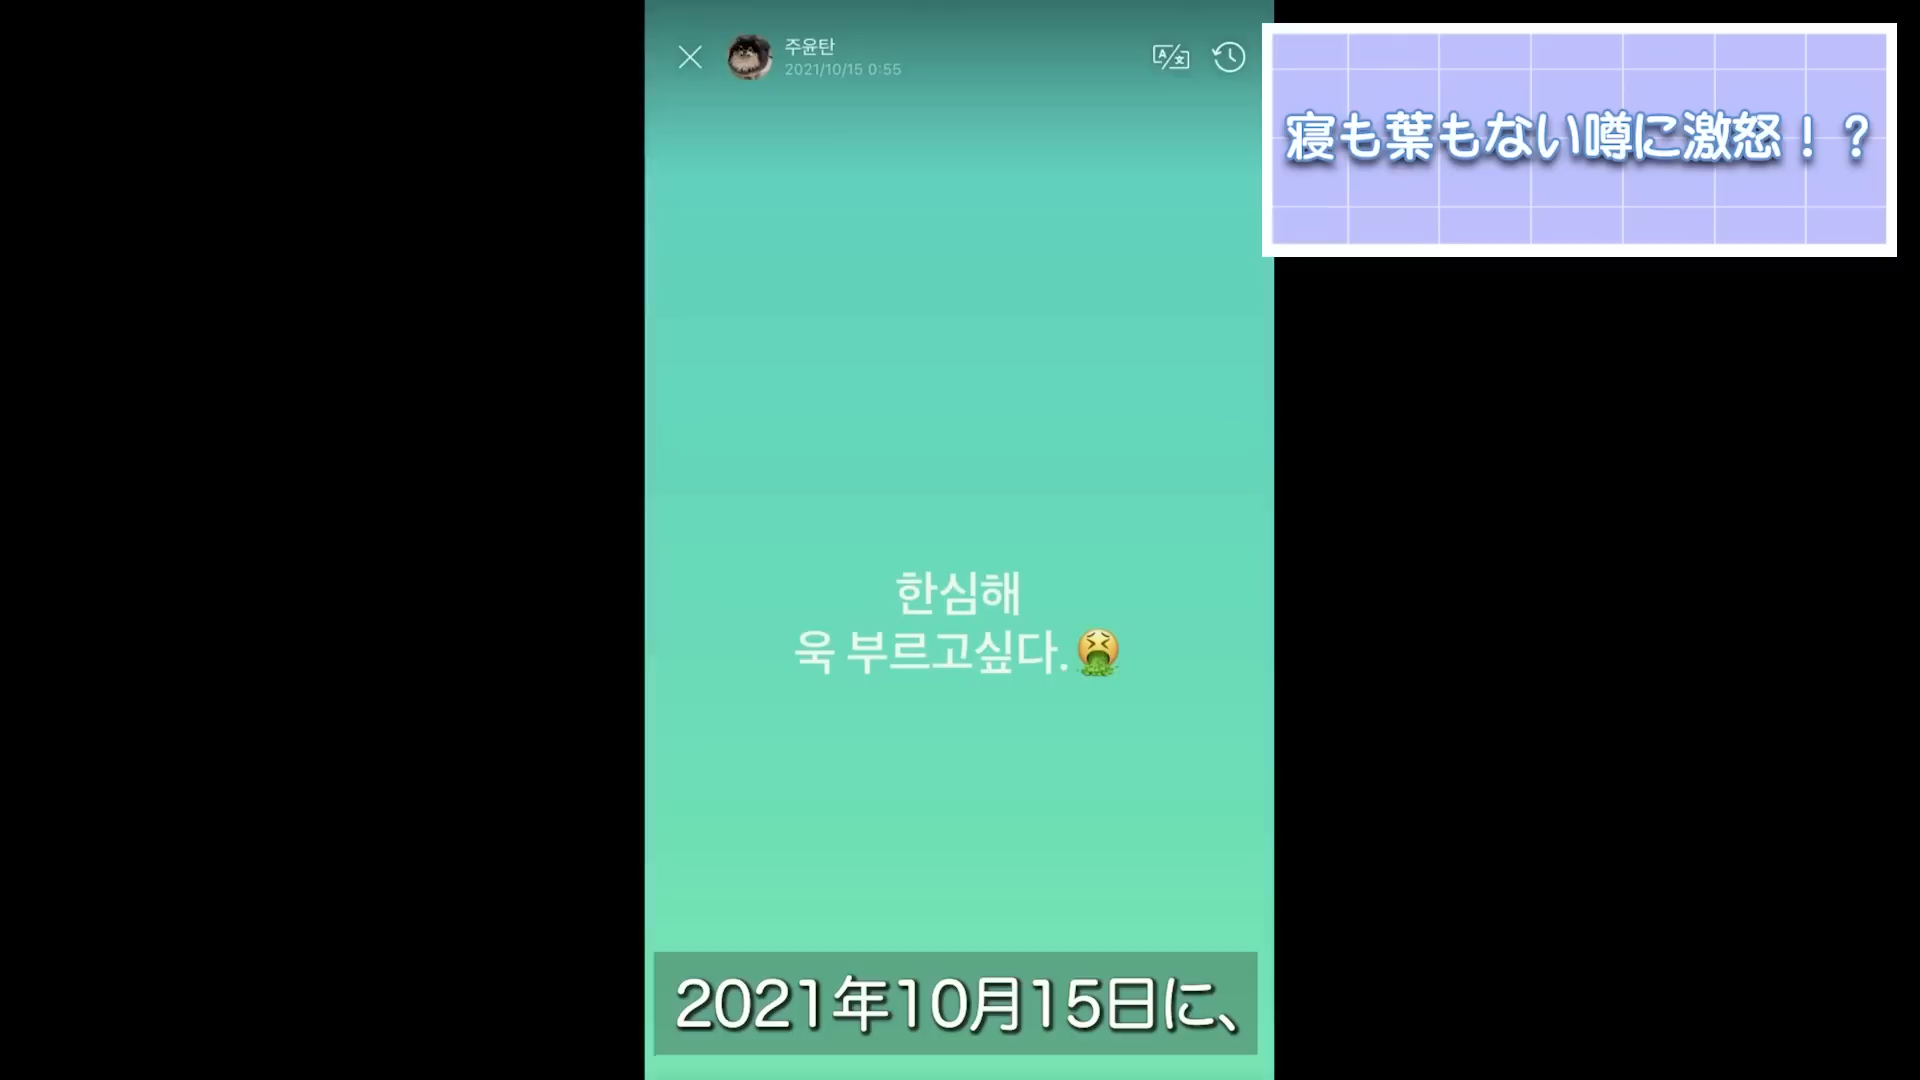 주윤탄
2021/10/15 0:55
寝も葉もない噂に激怒！？
한심해
욱 부르고싶다.🤮
2021年10月15日に、